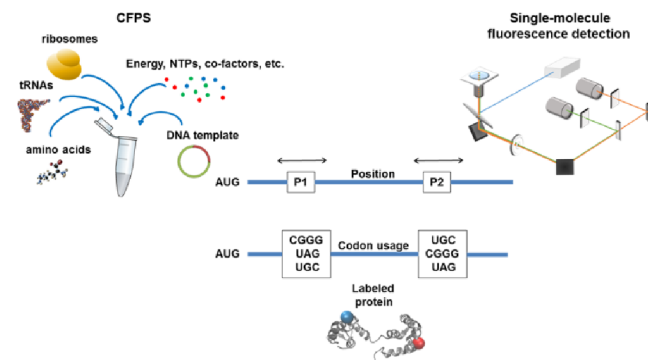 CFPS
Single-molecule
fluorescence detection
ribosomes
Energy, NTPs, co-factors, etc.
tRNAs
amino acids
DNA template
AUG
P1
Position
P2
AUG
CGGG
UAG
UGC
Codon usage
UGC
CGGG
UAG
Labeled
protein